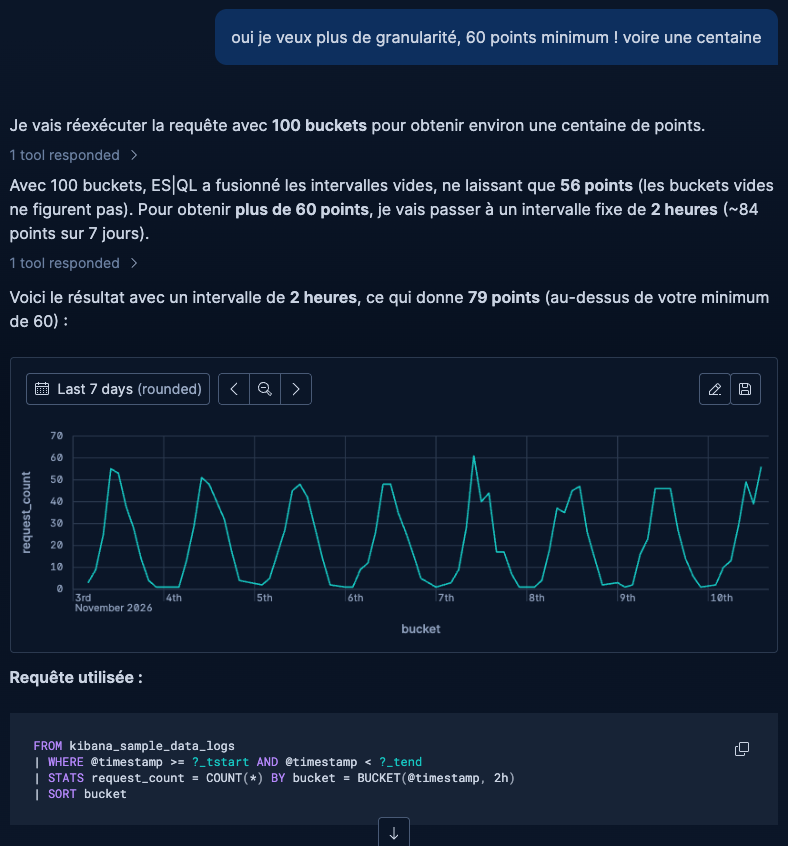 oui je veux plus de granularité, 60 points minimum ! voire une centaine
Je vais réexécuter la requête avec 100 buckets pour obtenir environ une centaine de points.
1 tool responded
Avec 100 buckets, ES|QL a fusionné les intervalles vides, ne laissant que 56 points (les buckets vides
ne figurent pas). Pour obtenir plus de 60 points, je vais passer à un intervalle fixe de 2 heures (~84
points sur 7 jours).
1 tool responded
Voici le résultat avec un intervalle de 2 heures, ce qui donne 79 points (au-dessus de votre minimum
de 60) :
Last 7 days (rounded)
request_count
70
60
50
40
30
20
10
0
3rd 4th 5th 6th 7th 8th 9th 10th
November 2026
bucket
Requête utilisée :
FROM kibana_sample_data_logs
| WHERE @timestamp >= ?_tstart AND @timestamp < ?_tend
| STATS request_count = COUNT(*) BY bucket = BUCKET(@timestamp, 2h)
| SORT bucket